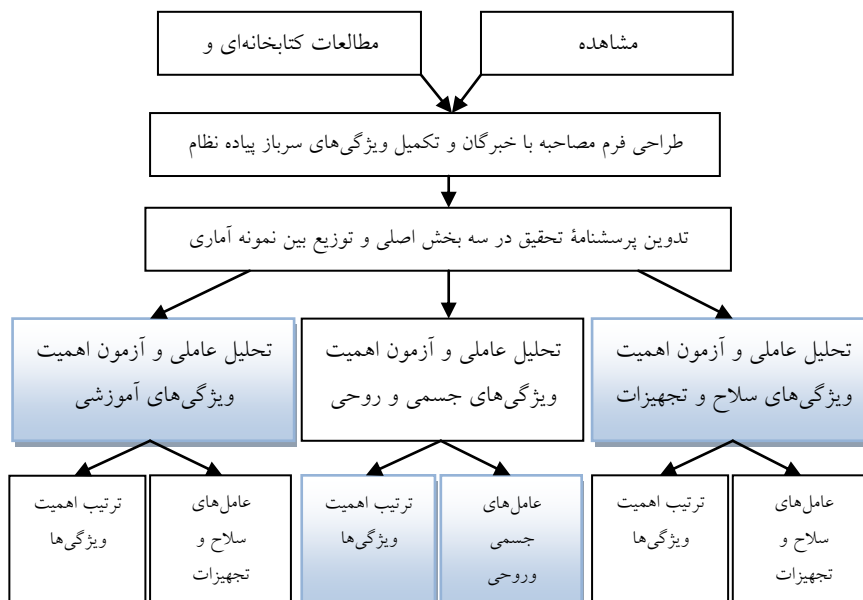 مشاهده
مطالعات کتابخانه‌ای و
طراحی فرم مصاحبه با خبرگان و تکمیل ویژگی‌های سرباز پیاده نظام
تدوین پرسشنامهٔ تحقیق در سه بخش اصلی و توزیع بین نمونه آماری
تحلیل عاملی و آزمون اهمیت
ویژگی‌های سلاح و تجهیزات
تحلیل عاملی و آزمون اهمیت
ویژگی‌های جسمی و روحی
تحلیل عاملی و آزمون اهمیت
ویژگی‌های آموزشی
عامل‌های
سلاح و
تجهیزات
ترتیب اهمیت
ویژگی‌ها
عامل‌های
جسمی
وروحی
ترتیب اهمیت
ویژگی‌ها
عامل‌های
سلاح و
تجهیزات
ترتیب اهمیت
ویژگی‌ها